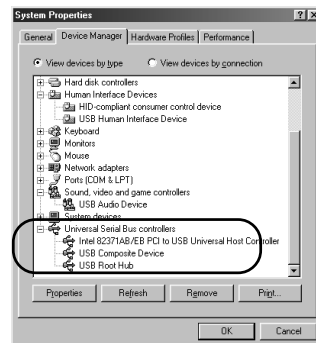 System Properties
General Device Manager Hardware Profiles Performance
View devices by type View devices by connection
Hard disk controllers
Human Interface Devices
HID-compliant consumer control device
USB Human Interface Device
Keyboard
Monitors
Mouse
Network adapters
Ports (COM & LPT)
Sound, video and game controllers
USB Audio Device
System devices
Universal Serial Bus controllers
Intel 82371AB/EB PCI to USB Universal Host Controller
USB Composite Device
USB Root Hub
Properties Refresh Remove Print...
OK Cancel